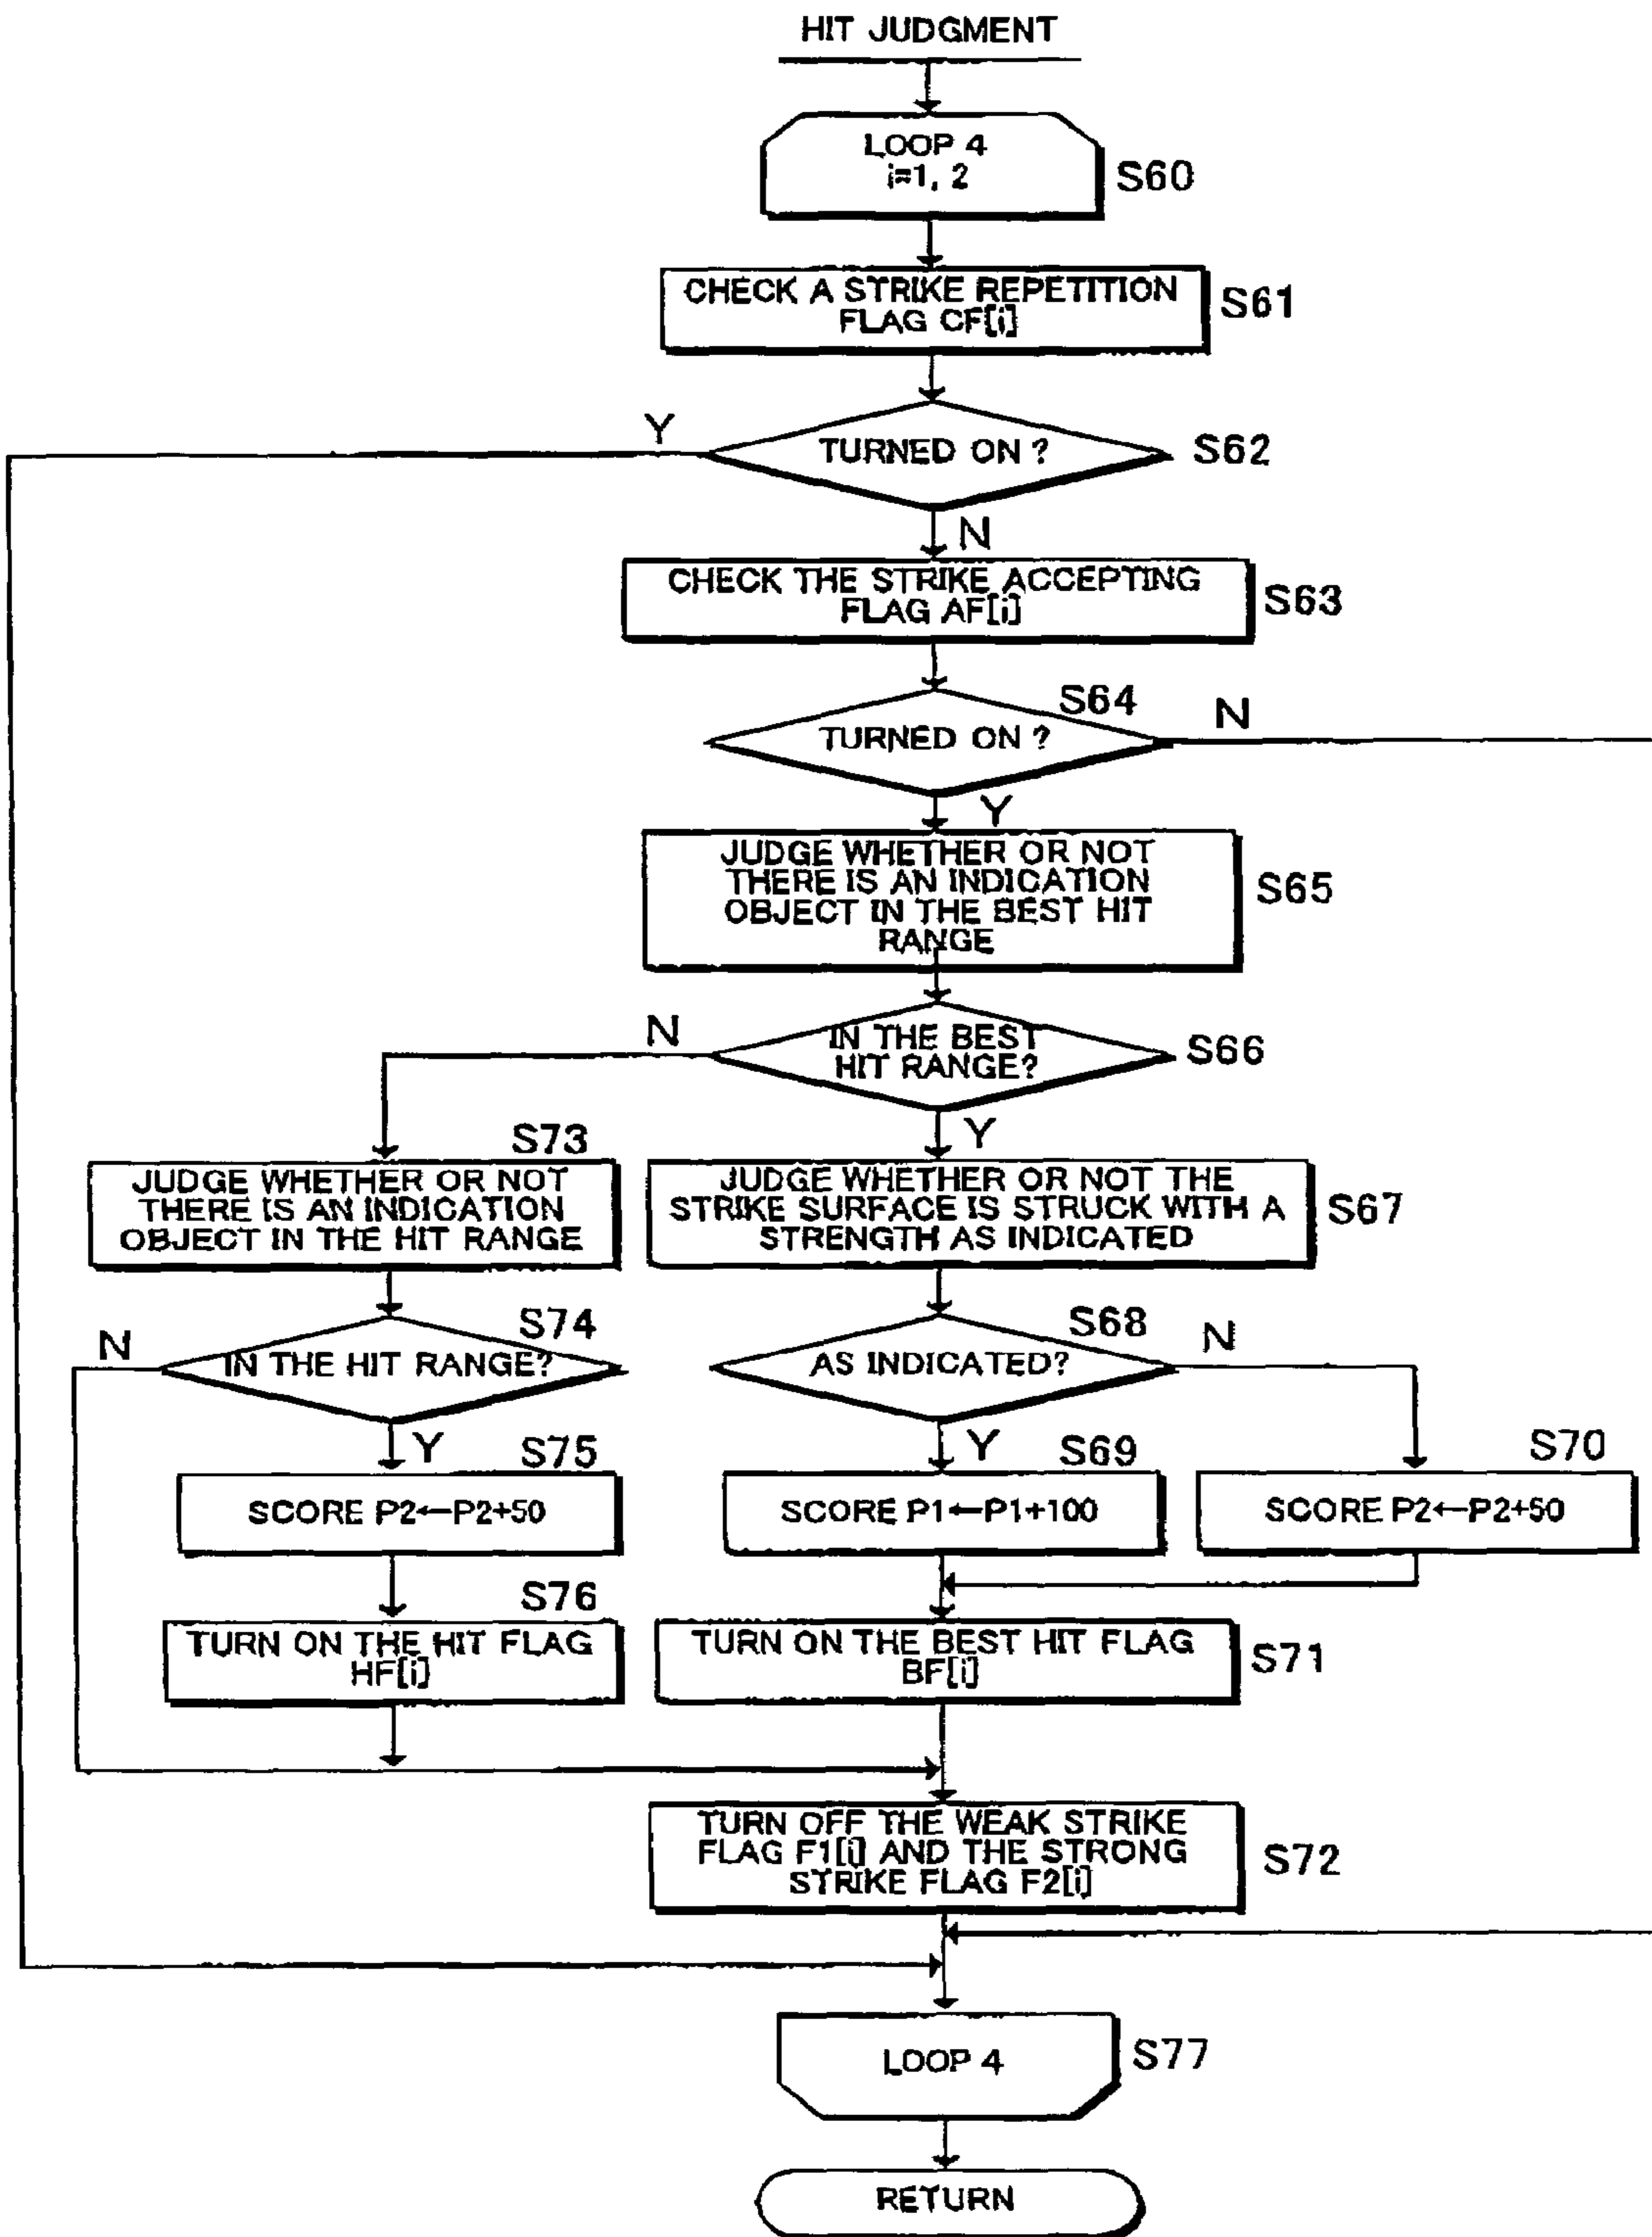 HIT JUDGMENT
LOOP 4
i=1, 2
S60
CHECK A STRIKE REPETITION
FLAG CF[i]
S61
Y
TURNED ON ?
S62
N
CHECK THE STRIKE ACCEPTING
FLAG AF[i]
S63
S64
N
TURNED ON ?
Y
JUDGE WHETHER OR NOT
THERE IS AN INDICATION
OBJECT IN THE BEST HIT
RANGE
S65
N
IN THE BEST
HIT RANGE?
S66
Y
S73
JUDGE WHETHER OR NOT
THERE IS AN INDICATION
OBJECT IN THE HIT RANGE
JUDGE WHETHER OR NOT THE
STRIKE SURFACE IS STRUCK WITH A
STRENGTH AS INDICATED
S67
S74
N
IN THE HIT RANGE?
S68
N
AS INDICATED?
Y
S75
Y
S69
S70
SCORE P2←P2+50
SCORE P1←P1+100
SCORE P2←P2+50
S76
TURN ON THE HIT FLAG
HF[i]
TURN ON THE BEST HIT FLAG
BF[i]
S71
TURN OFF THE WEAK STRIKE
FLAG F1[i] AND THE STRONG
STRIKE FLAG F2[i]
S72
LOOP 4
S77
RETURN